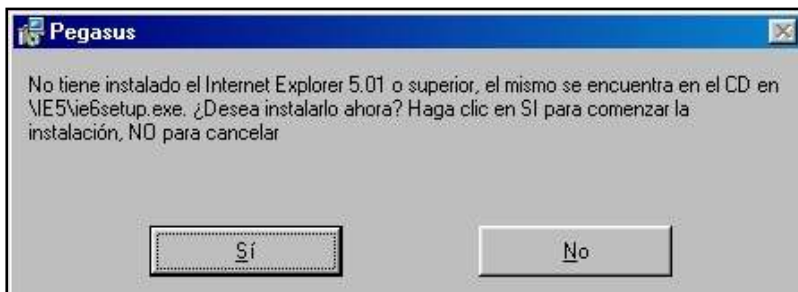 Pegasus
No tiene instalado el Internet Explorer 5.01 o superior, el mismo se encuentra en el CD en
\IE5\ie6setup.exe. ¿Desea instalarlo ahora? Haga clic en SI para comenzar la
instalación, NO para cancelar
Sí
No